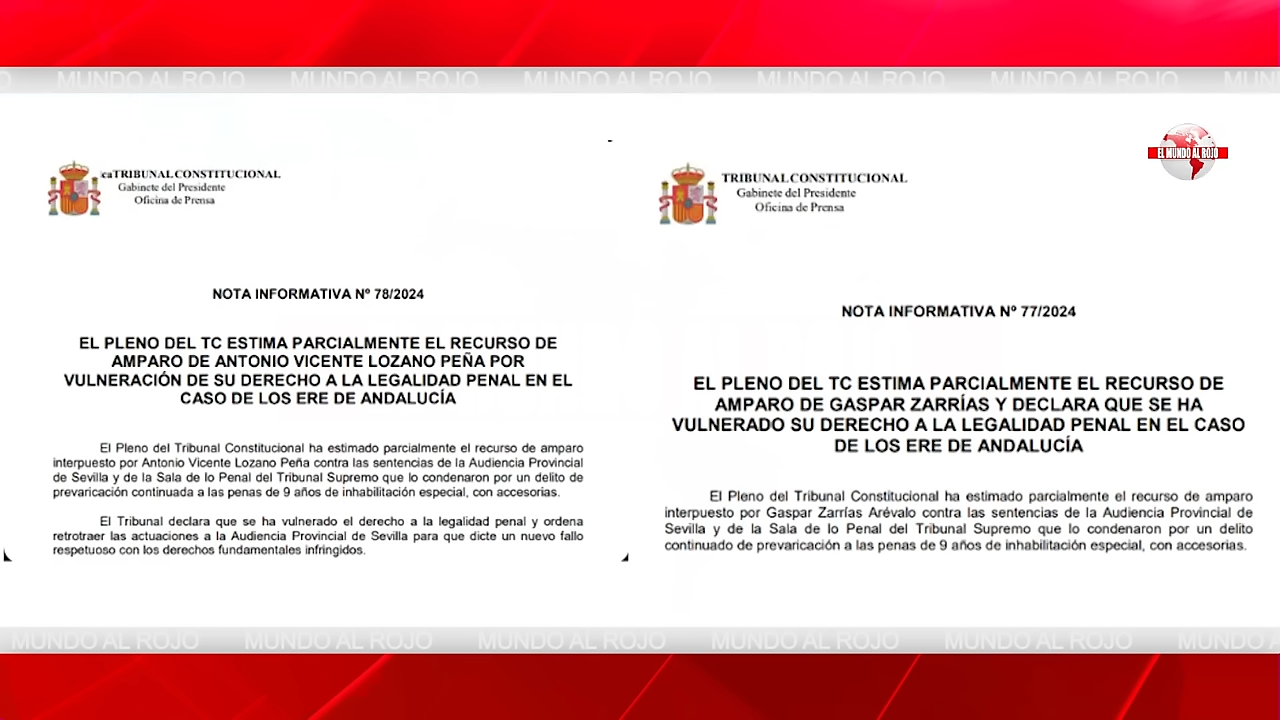 MUNDO AL ROJO MUNDO AL ROJO MUNDO AL ROJO MUNDO AL ROJO MUNDO AL ROJO
EL MUNDO AL ROJO
caTRIBUNAL CONSTITUCIONAL
Gabinete del Presidente
Oficina de Prensa
NOTA INFORMATIVA Nº 78/2024
EL PLENO DEL TC ESTIMA PARCIALMENTE EL RECURSO DE
AMPARO DE ANTONIO VICENTE LOZANO PEÑA POR
VULNERACIÓN DE SU DERECHO A LA LEGALIDAD PENAL EN EL
CASO DE LOS ERE DE ANDALUCÍA
El Pleno del Tribunal Constitucional ha estimado parcialmente el recurso de amparo
interpuesto por Antonio Vicente Lozano Peña contra las sentencias de la Audiencia Provincial
de Sevilla y de la Sala de lo Penal del Tribunal Supremo que lo condenaron por un delito de
prevaricación continuada a las penas de 9 años de inhabilitación especial, con accesorias.
El Tribunal declara que se ha vulnerado el derecho a la legalidad penal y ordena
retrotraer las actuaciones a la Audiencia Provincial de Sevilla para que dicte un nuevo fallo
respetuoso con los derechos fundamentales infringidos.
TRIBUNAL CONSTITUCIONAL
Gabinete del Presidente
Oficina de Prensa
NOTA INFORMATIVA Nº 77/2024
EL PLENO DEL TC ESTIMA PARCIALMENTE EL RECURSO DE
AMPARO DE GASPAR ZARRÍAS Y DECLARA QUE SE HA
VULNERADO SU DERECHO A LA LEGALIDAD PENAL EN EL CASO
DE LOS ERE DE ANDALUCÍA
El Pleno del Tribunal Constitucional ha estimado parcialmente el recurso de amparo
interpuesto por Gaspar Zarrías Arévalo contra las sentencias de la Audiencia Provincial de
Sevilla y de la Sala de lo Penal del Tribunal Supremo que lo condenaron por un delito
continuado de prevaricación a las penas de 9 años de inhabilitación especial, con accesorias.
MUNDO AL ROJO MUNDO AL ROJO MUNDO AL ROJO MUNDO AL ROJO MUNDO AL ROJO